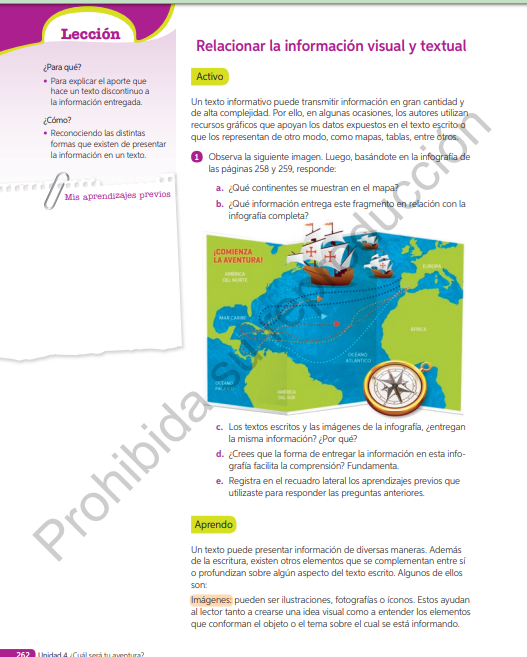 Lección
¿Para qué?
• Para explicar el aporte que
hace un texto discontinuo a
la información entregada.
¿Cómo?
• Reconociendo las distintas
formas que existen de presentar
la información en un texto.
Mis aprendizajes previos
Relacionar la información visual y textual
Activo
Un texto informativo puede transmitir información en gran cantidad y
de alta complejidad. Por ello, en algunas ocasiones, los autores utilizan
recursos gráficos que apoyan los datos expuestos en el texto escrito o
que los representan de otro modo, como mapas, tablas, entre otros.
1 Observa la siguiente imagen. Luego, basándote en la infografía de
las páginas 258 y 259, responde:
a. ¿Qué continentes se muestran en el mapa?
b. ¿Qué información entrega este fragmento en relación con la
infografía completa?
¡COMIENZA
LA AVENTURA!
AMÉRICA
DEL NORTE
EUROPA
MAR CARIBE
ÁFRICA
OCÉANO
ATLÁNTICO
OCÉANO
AMÉRICA
DEL SUR
c. Los textos escritos y las imágenes de la infografía, ¿entregan
la misma información? ¿Por qué?
d. ¿Crees que la forma de entregar la información en esta info-
grafía facilita la comprensión? Fundamenta.
e. Registra en el recuadro lateral los aprendizajes previos que
utilizaste para responder las preguntas anteriores.
Aprendo
Un texto puede presentar información de diversas maneras. Además
de la escritura, existen otros elementos que se complementan entre sí
o profundizan sobre algún aspecto del texto escrito. Algunos de ellos
son:
Imágenes: pueden ser ilustraciones, fotografías o íconos. Estos ayudan
al lector tanto a crearse una idea visual como a entender los elementos
que conforman el objeto o el tema sobre el cual se está informando.
262 Unidad 4 ¿Cuál será tu aventura?
Prohibida su reproducción